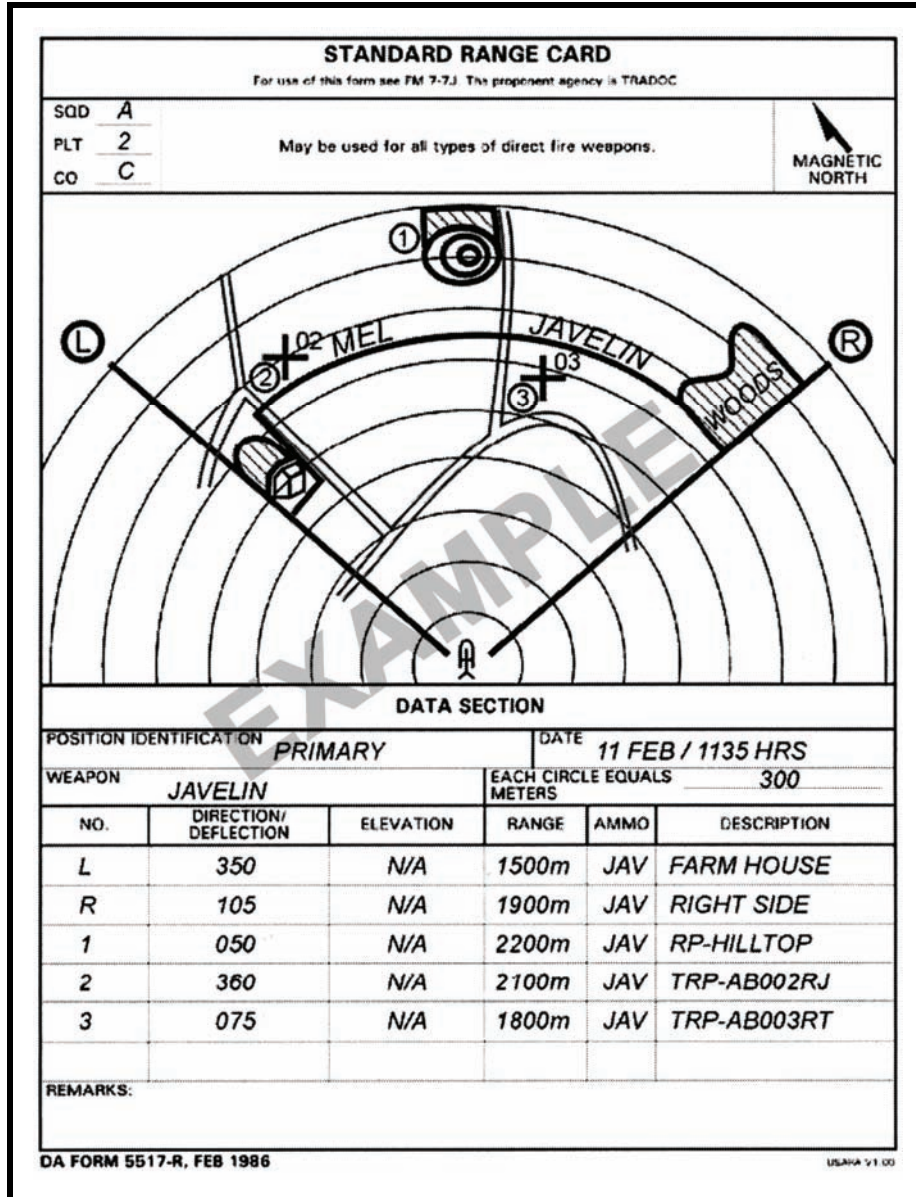 STANDARD RANGE CARD
For use of this form see FM 7-7J. The proponent agency is TRADOC
SQD A
PLT 2
CO C
May be used for all types of direct fire weapons.
MAGNETIC
NORTH
1
L
02
MEL
JAVELIN
R
2
03
3
WOODS
EXAMPLE
DATA SECTION
POSITION IDENTIFICATION PRIMARY DATE 11 FEB / 1135 HRS
WEAPON JAVELIN EACH CIRCLE EQUALS 300
METERS
NO. DIRECTION/ ELEVATION RANGE AMMO DESCRIPTION
DEFLECTION
L 350 N/A 1500m JAV FARM HOUSE
R 105 N/A 1900m JAV RIGHT SIDE
1 050 N/A 2200m JAV RP-HILLTOP
2 360 N/A 2100m JAV TRP-AB002RJ
3 075 N/A 1800m JAV TRP-AB003RT
REMARKS:
DA FORM 5517-R, FEB 1986
V1.00